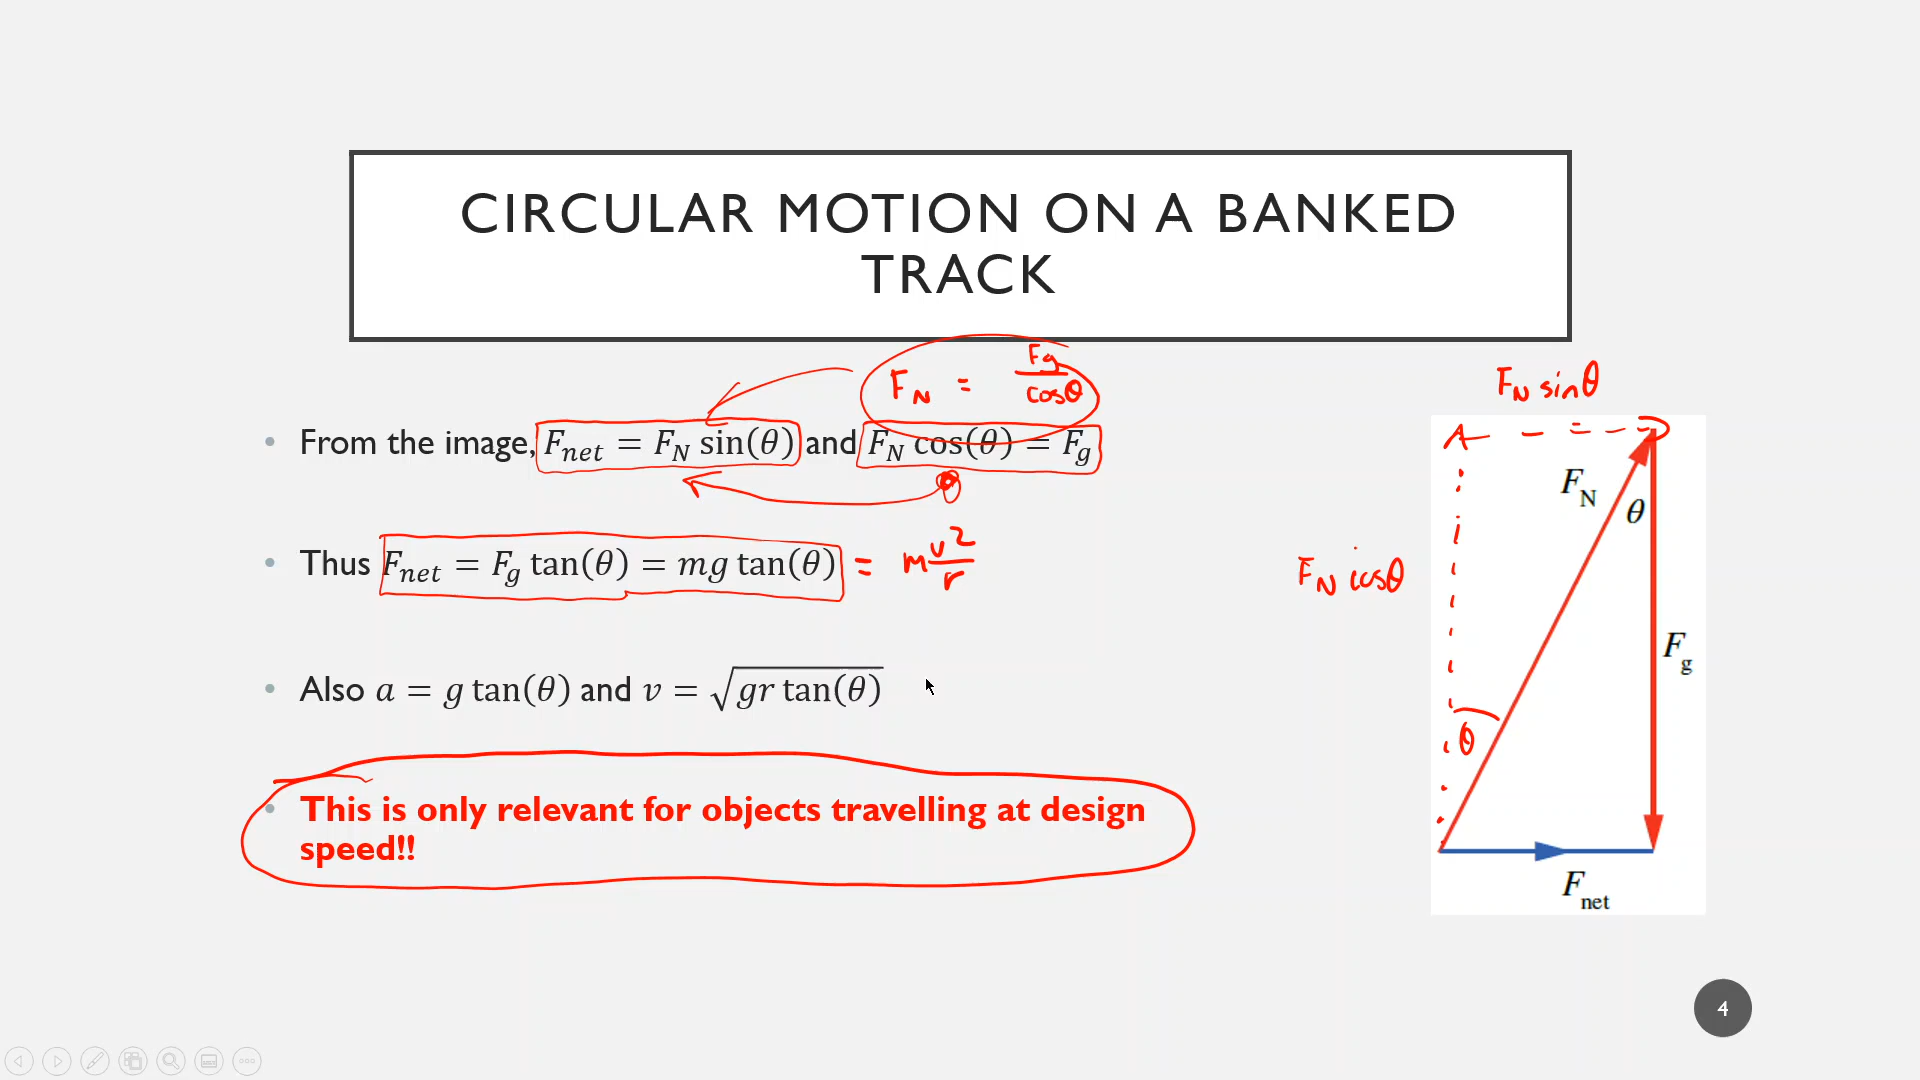 CIRCULAR MOTION ON A BANKED
TRACK
F_N = F_g/cosθ
• From the image, F_net = F_N sin(θ) and F_N cos(θ) = F_g
• Thus F_net = F_g tan(θ) = mg tan(θ) = m v²/r
• Also a = g tan(θ) and v = √(gr tan(θ))
• This is only relevant for objects travelling at design
speed!!
F_N sinθ
F_N
θ
F_N cosθ
F_g
θ
F_net
4